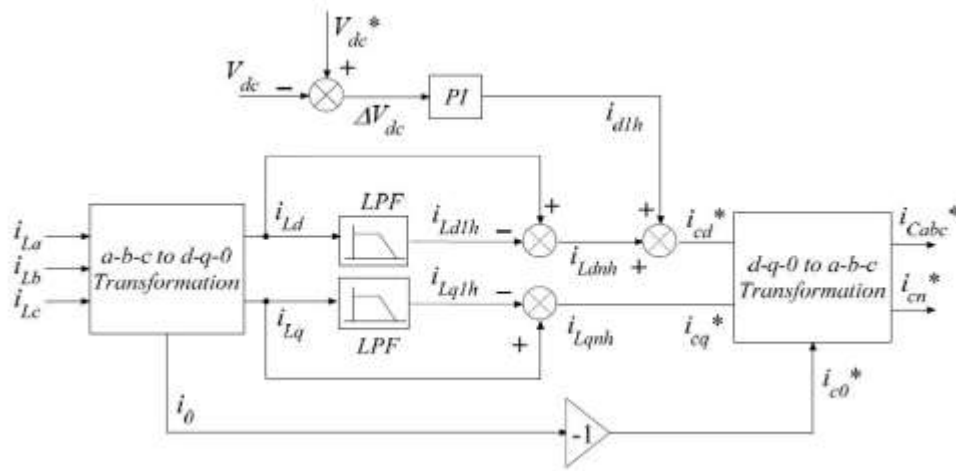 V_dc*
V_dc − +
ΔV_dc
PI
i_d1h
i_La
i_Lb
i_Lc
a-b-c to d-q-0
Transformation
i_Ld
LPF
i_Ld1h − +
i_Ldnh
+ +
i_cd*
i_Lq
LPF
i_Lq1h − +
i_Lqnh
i_cq*
d-q-0 to a-b-c
Transformation
i_Cabc*
i_cn*
i_0
-1
i_c0*